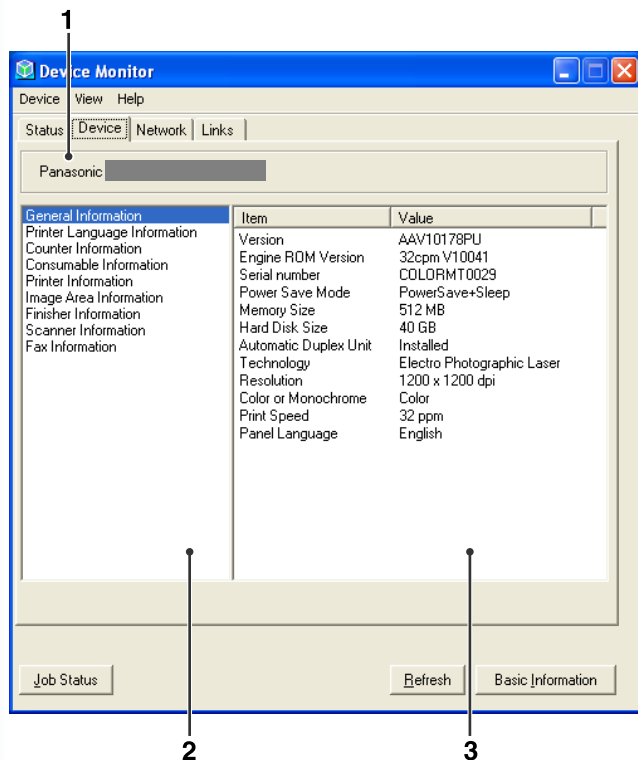 1
Device Monitor
Device View Help
Status Device Network Links
Panasonic
General Information
Printer Language Information
Counter Information
Consumable Information
Printer Information
Image Area Information
Finisher Information
Scanner Information
Fax Information
Item Value
Version AAV10178PU
Engine ROM Version 32cpm V10041
Serial number COLORMT0029
Power Save Mode PowerSave+Sleep
Memory Size 512 MB
Hard Disk Size 40 GB
Automatic Duplex Unit Installed
Technology Electro Photographic Laser
Resolution 1200 x 1200 dpi
Color or Monochrome Color
Print Speed 32 ppm
Panel Language English
Job Status Refresh Basic Information
2 3